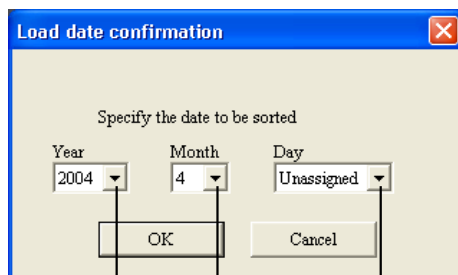 Load date confirmation
Specify the date to be sorted
Year Month Day
2004 4 Unassigned
OK Cancel